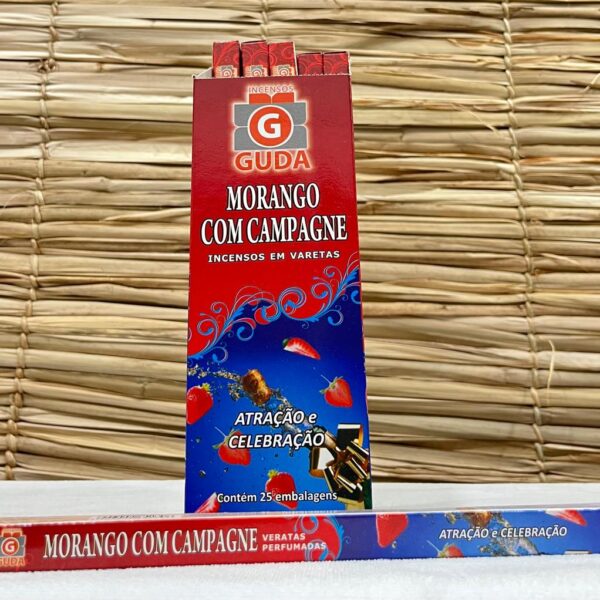 INCENSOS
G
GUDA
MORANGO
COM CAMPAGNE
INCENSOS EM VARETAS
ATRAÇÃO e
CELEBRAÇÃO
Contém 25 embalagens
G
GUDA
MORANGO COM CAMPAGNE
VERATAS
PERFUMADAS
ATRAÇÃO e CELEBRAÇÃO